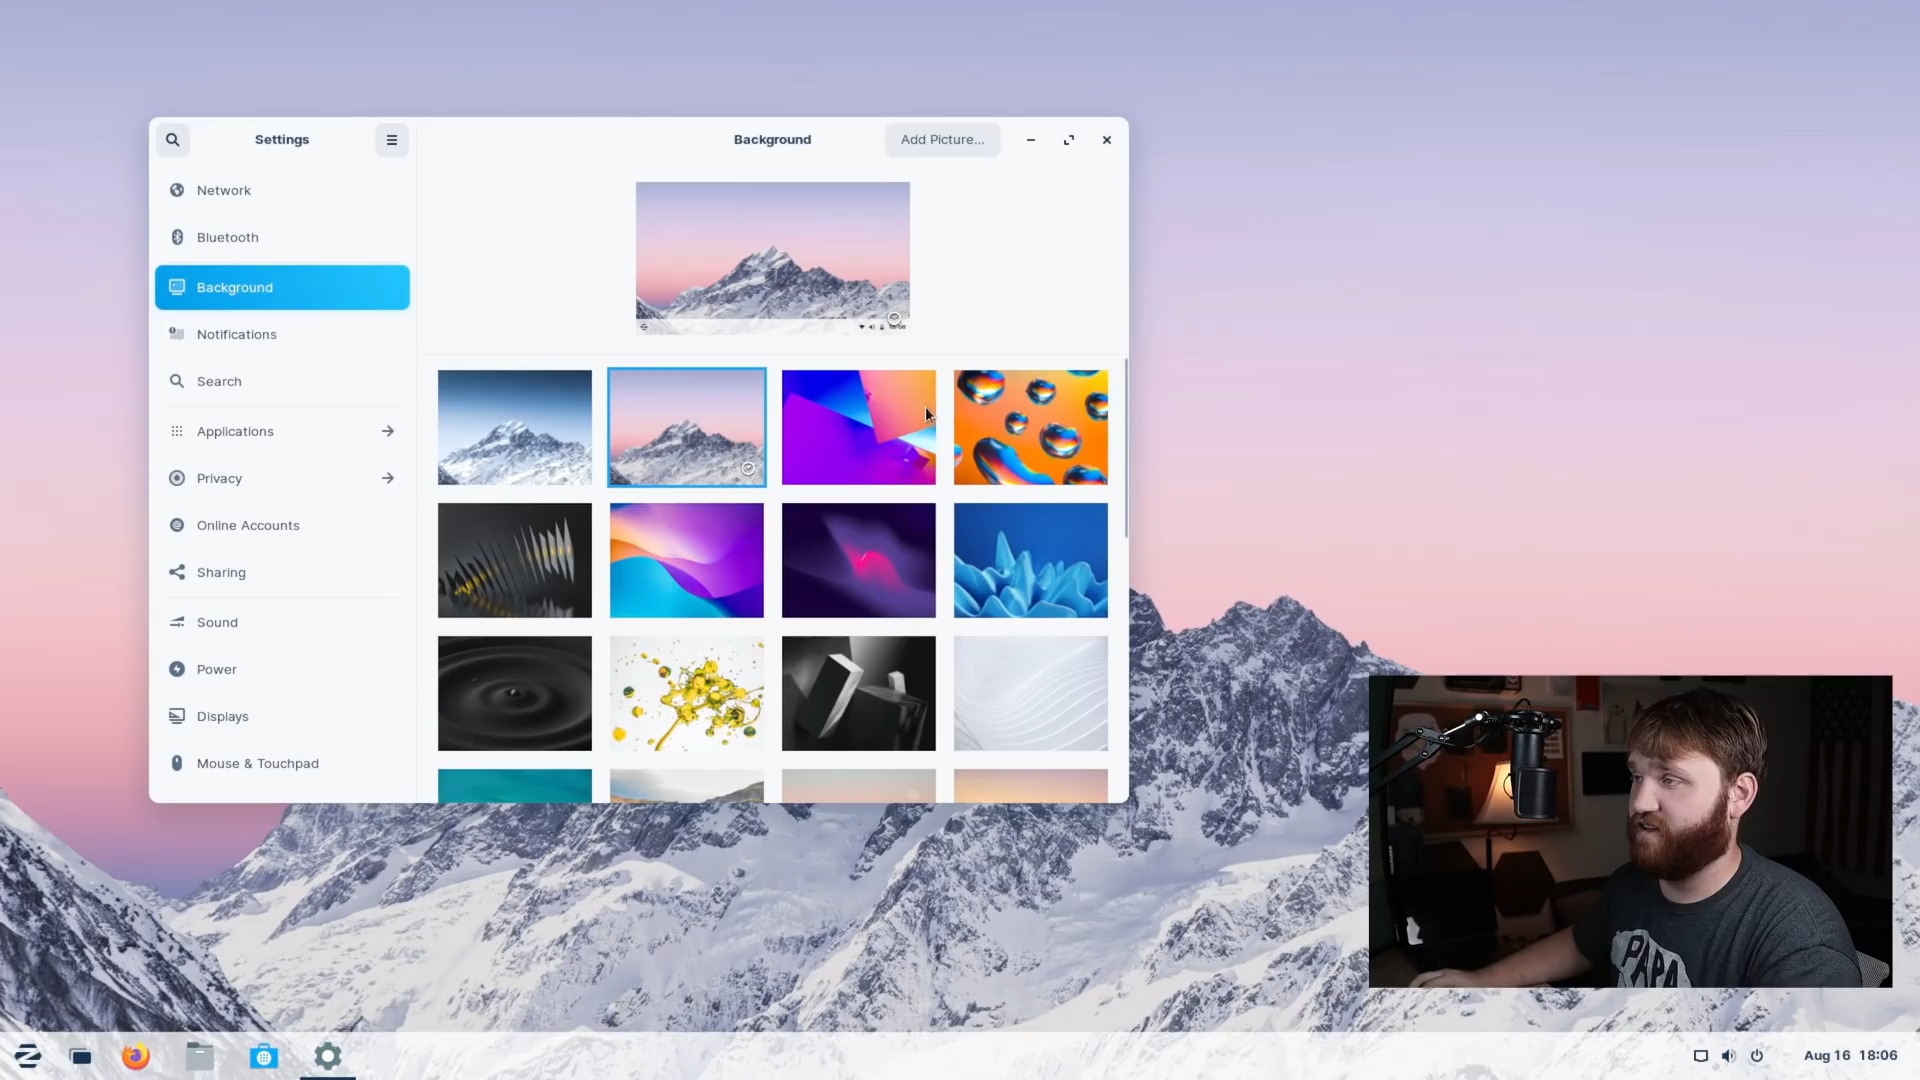 Settings
Background
Add Picture...
Network
Bluetooth
Background
Notifications
Search
Applications
Privacy
Online Accounts
Sharing
Sound
Power
Displays
Mouse & Touchpad
PAPA
Aug 16 18:06